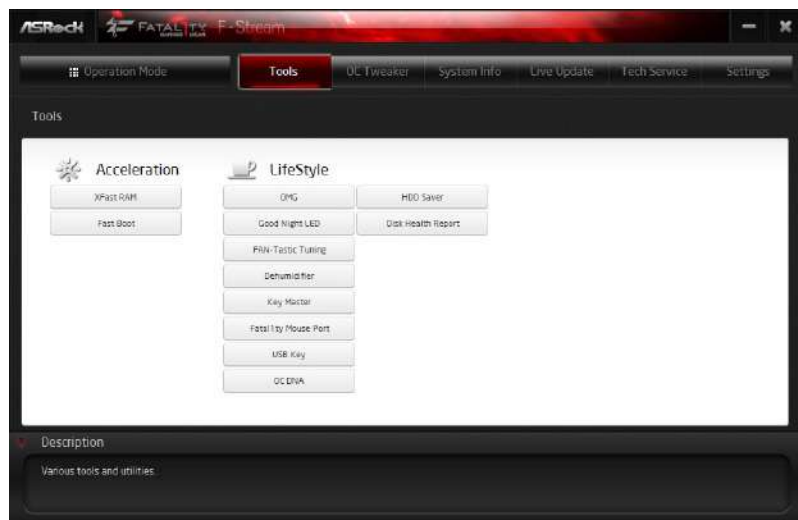 ASRock FATAL1TY F-Stream
Operation Mode Tools OC Tweaker System Info Live Update Tech Service Settings
Tools
Acceleration
XFast RAM
Fast Boot
LifeStyle
OMG
Good Night LED
FAN-Tastic Tuning
Dehumidifier
Key Master
Fatal1ty Mouse Port
USB Key
OC DNA
HDD Saver
Disk Health Report
Description
Various tools and utilities.